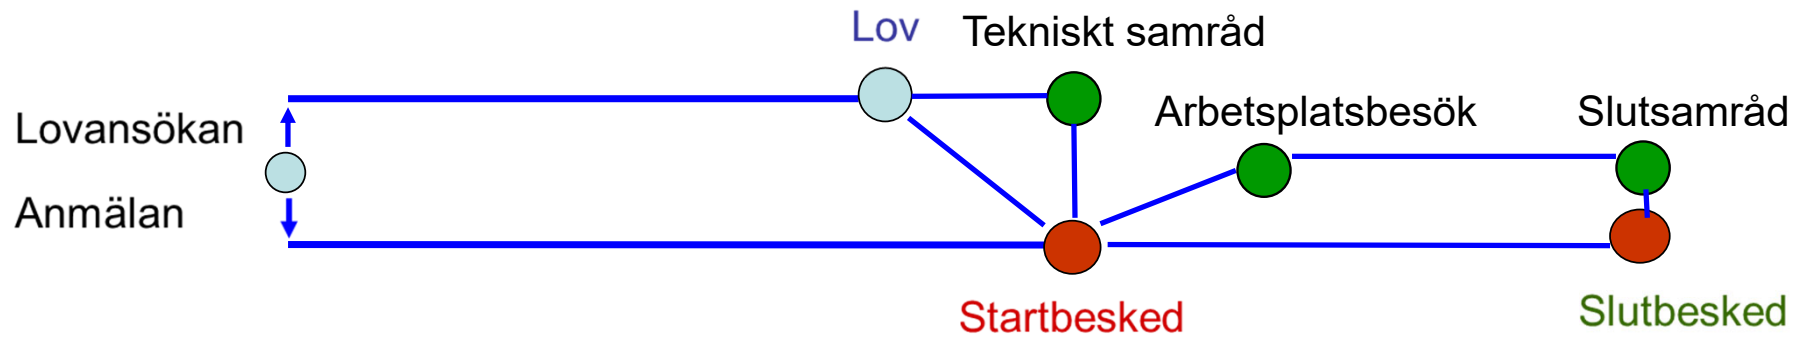 Lov
Tekniskt samråd
Arbetsplatsbesök
Slutsamråd
Lovansökan
Anmälan
Startbesked
Slutbesked